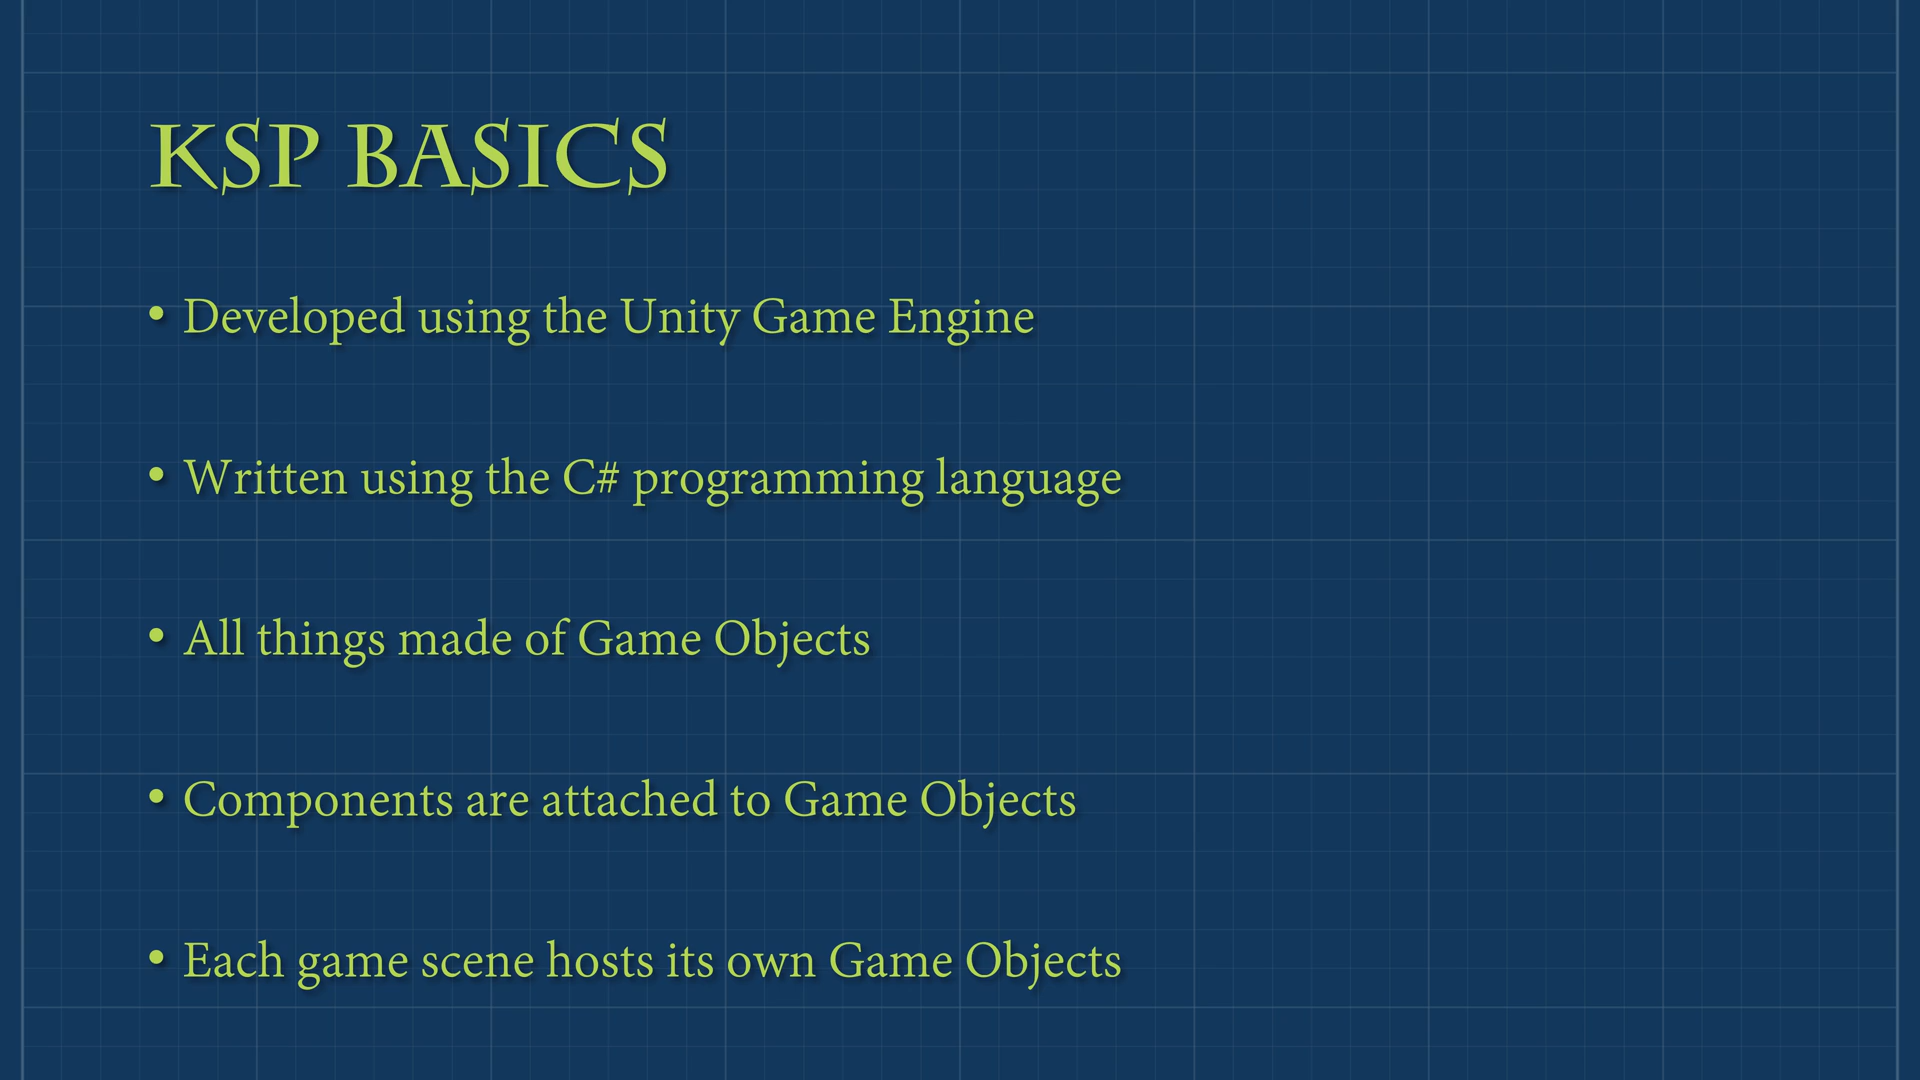 KSP BASICS
• Developed using the Unity Game Engine
• Written using the C# programming language
• All things made of Game Objects
• Components are attached to Game Objects
• Each game scene hosts its own Game Objects